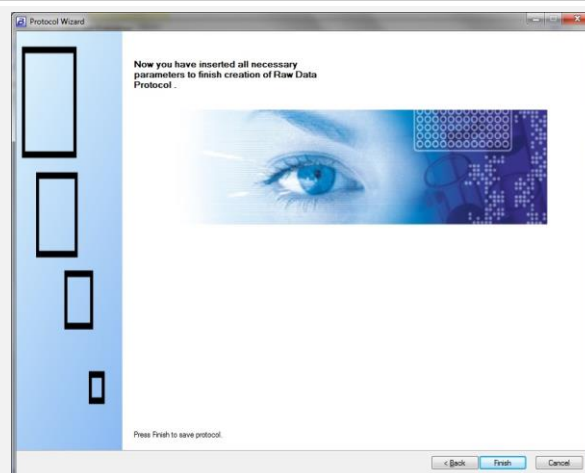 Protocol Wizard
Now you have inserted all necessary
parameters to finish creation of Raw Data
Protocol .
Press Finish to save protocol.
< Back
Finish
Cancel